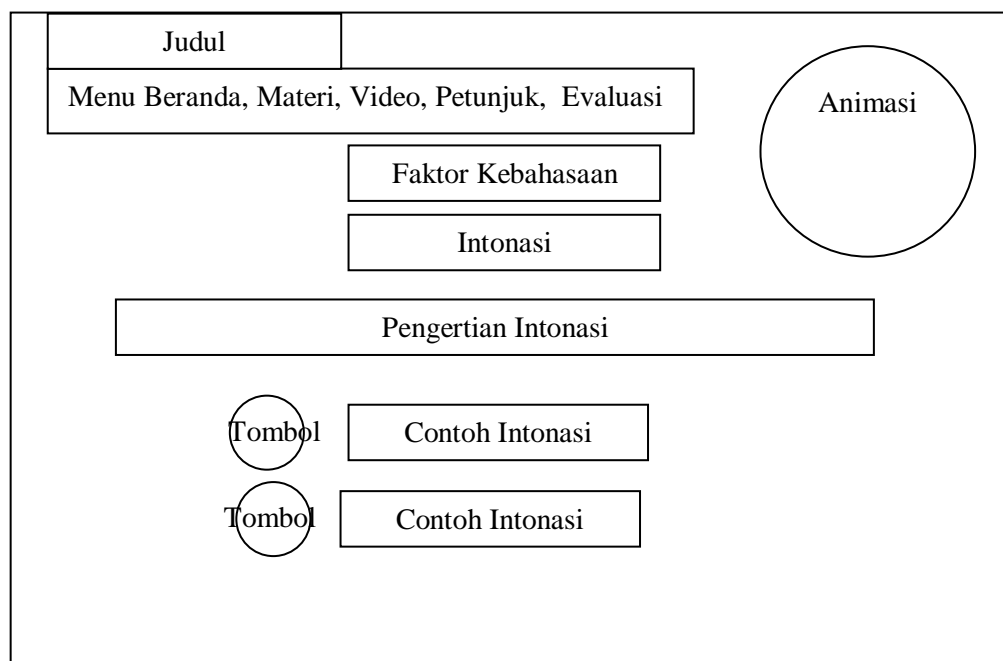 Judul
Menu Beranda, Materi, Video, Petunjuk, Evaluasi
Animasi
Faktor Kebahasaan
Intonasi
Pengertian Intonasi
Tombol
Contoh Intonasi
Tombol
Contoh Intonasi